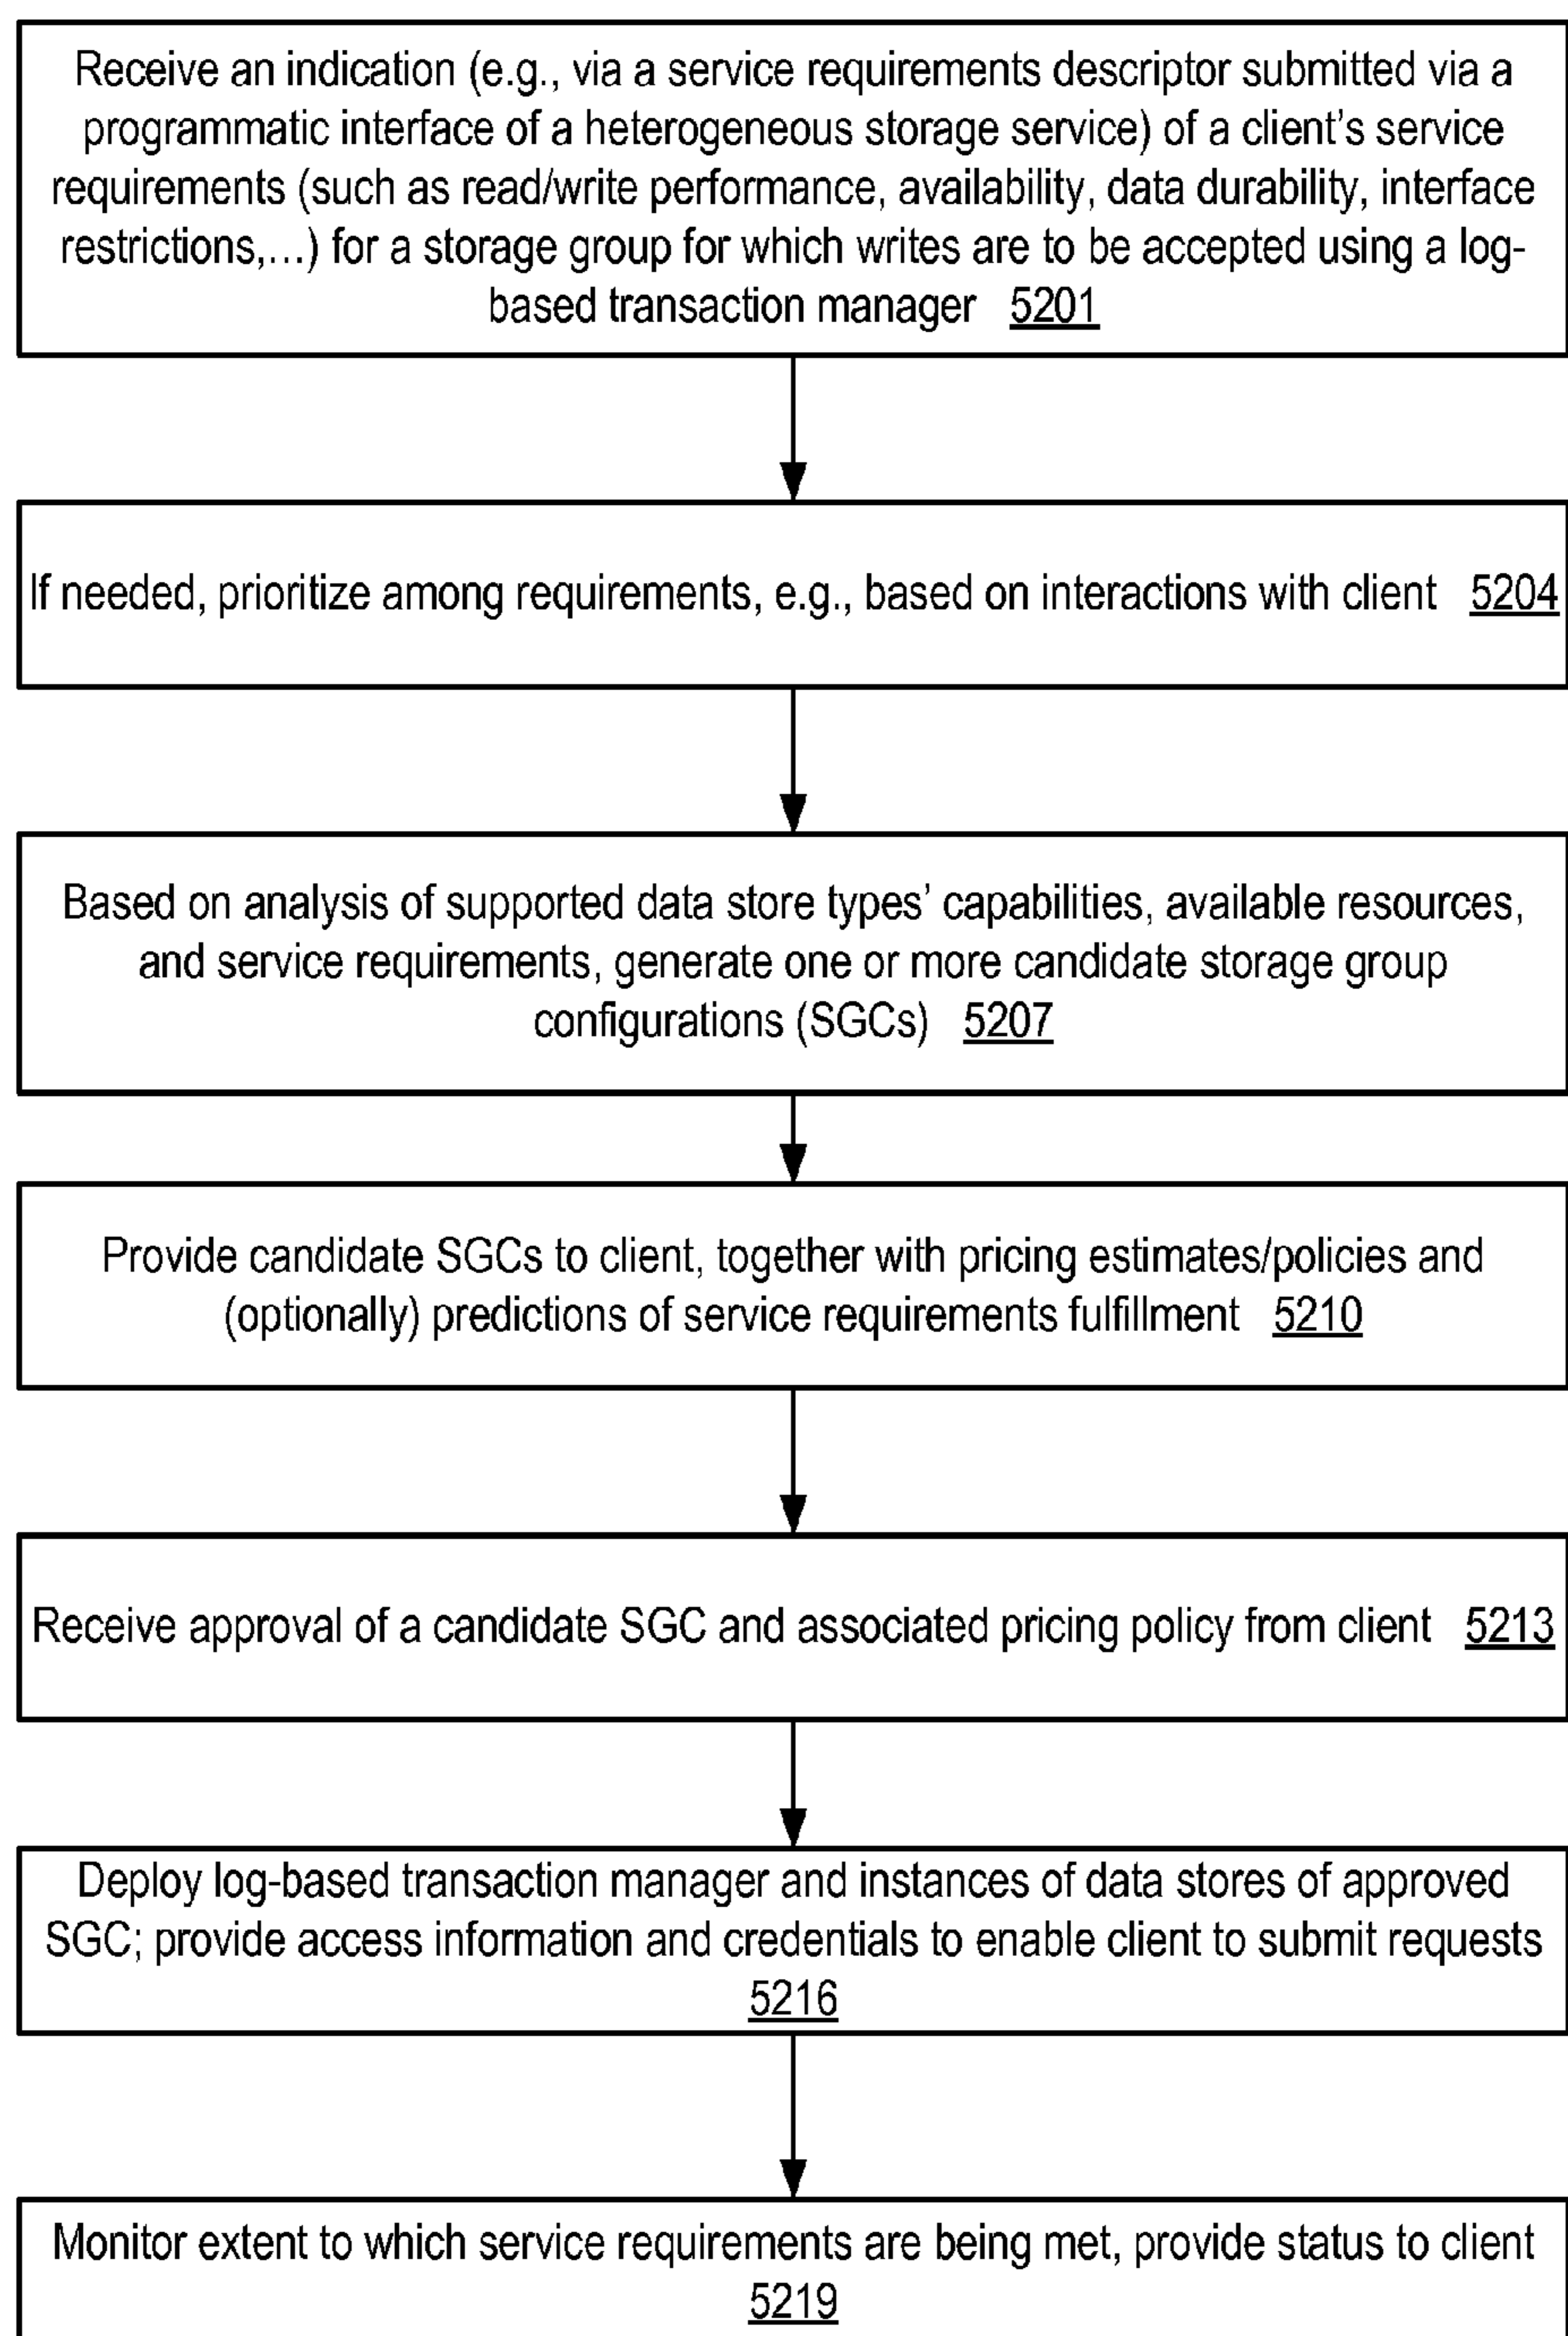 Receive an indication (e.g., via a service requirements descriptor submitted via a
programmatic interface of a heterogeneous storage service) of a client’s service
requirements (such as read/write performance, availability, data durability, interface
restrictions,…) for a storage group for which writes are to be accepted using a log-
based transaction manager 5201
If needed, prioritize among requirements, e.g., based on interactions with client 5204
Based on analysis of supported data store types’ capabilities, available resources,
and service requirements, generate one or more candidate storage group
configurations (SGCs) 5207
Provide candidate SGCs to client, together with pricing estimates/policies and
(optionally) predictions of service requirements fulfillment 5210
Receive approval of a candidate SGC and associated pricing policy from client 5213
Deploy log-based transaction manager and instances of data stores of approved
SGC; provide access information and credentials to enable client to submit requests
5216
Monitor extent to which service requirements are being met, provide status to client
5219